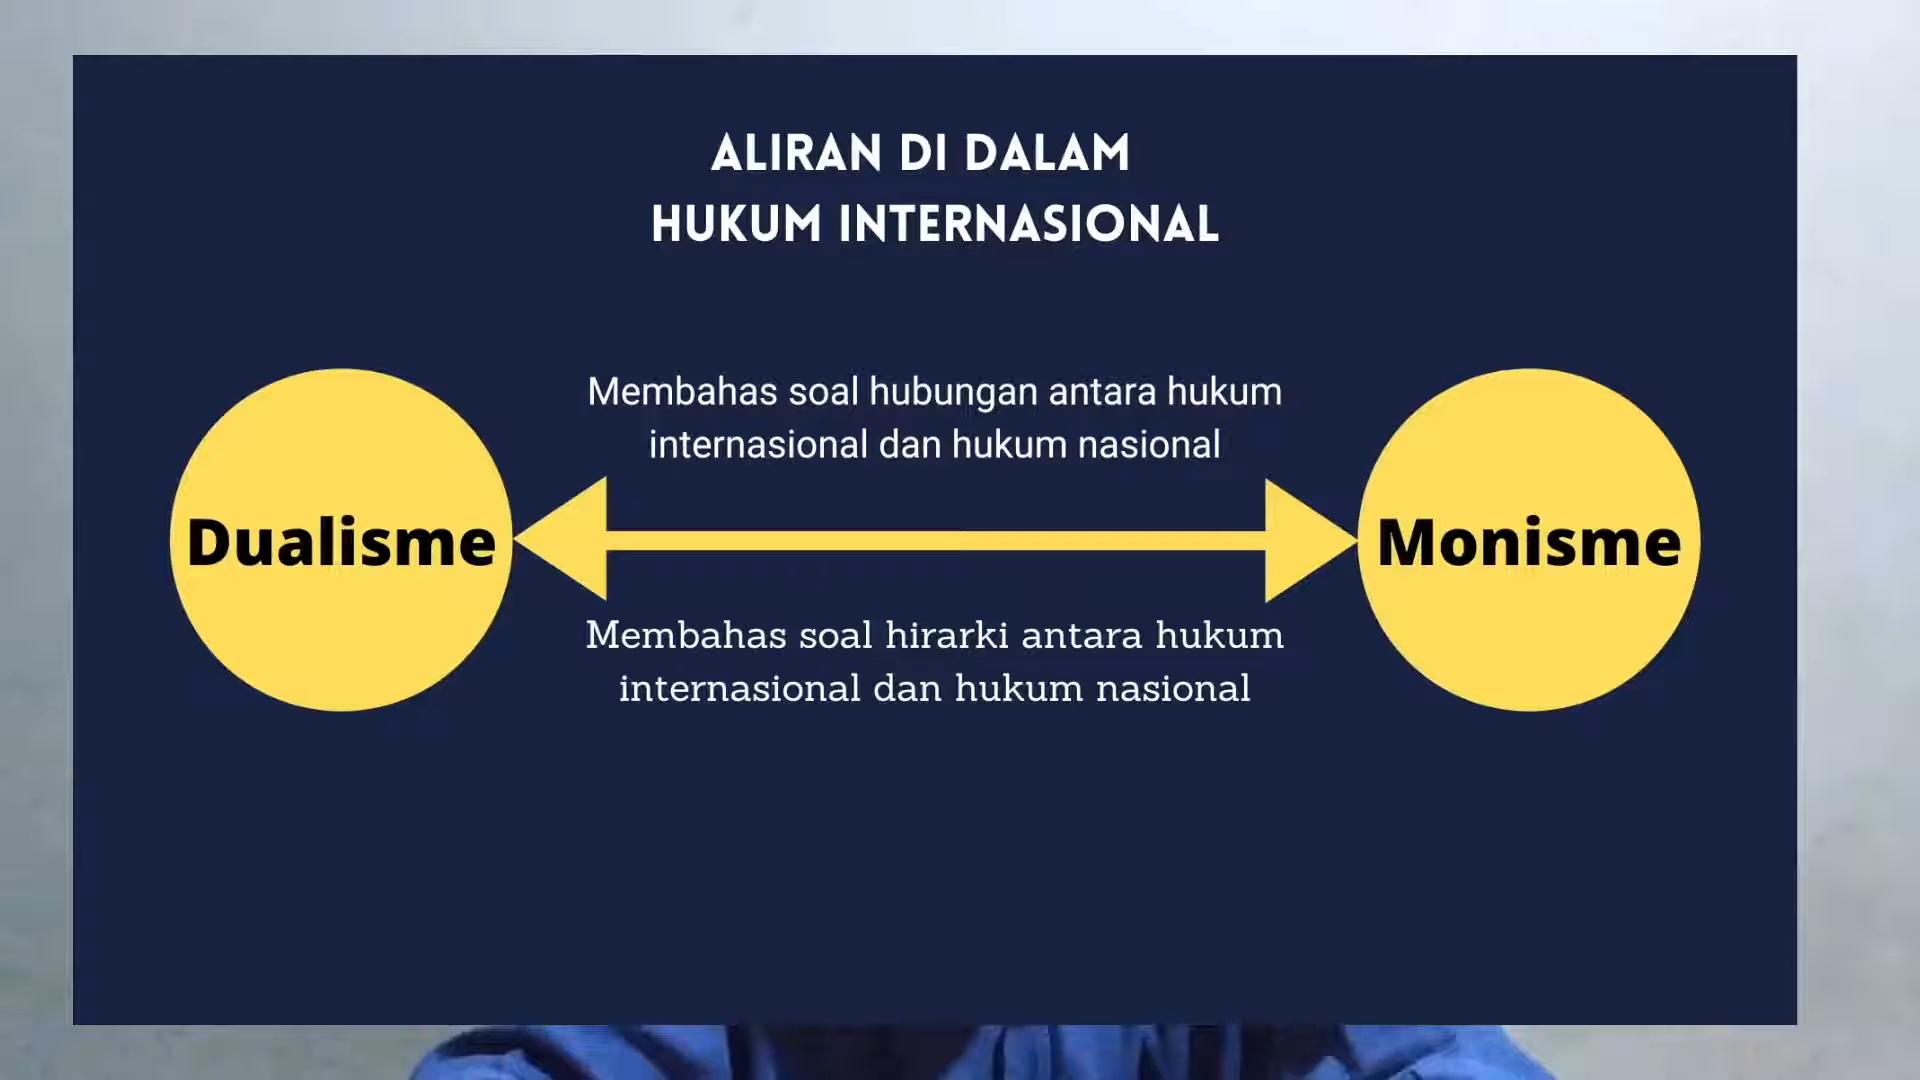 ALIRAN DI DALAM
HUKUM INTERNASIONAL
Membahas soal hubungan antara hukum
internasional dan hukum nasional
Dualisme
Monisme
Membahas soal hirarki antara hukum
internasional dan hukum nasional